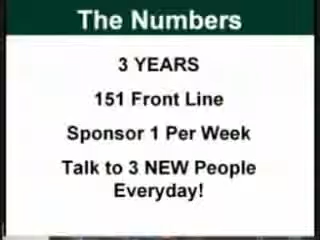 The Numbers
3 YEARS
151 Front Line
Sponsor 1 Per Week
Talk to 3 NEW People
Everyday!